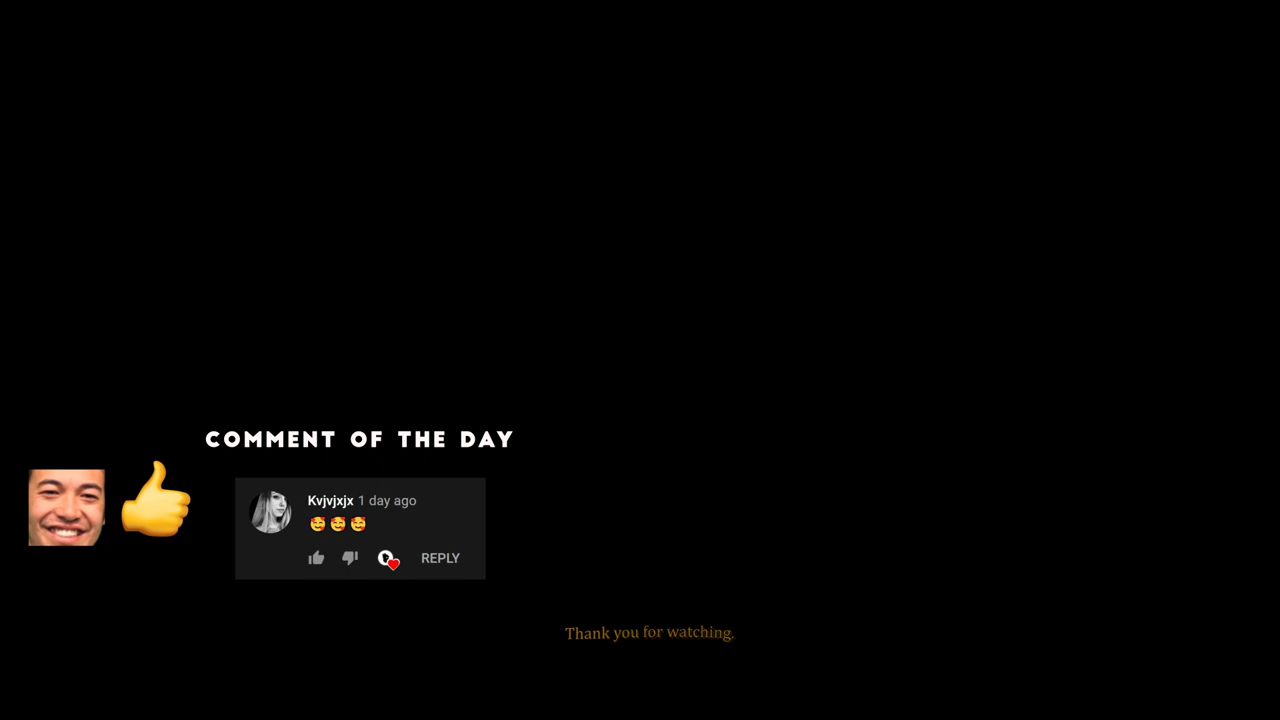 COMMENT OF THE DAY
Kvjvjxjx 1 day ago
🥰 🥰 🥰
REPLY
Thank you for watching.